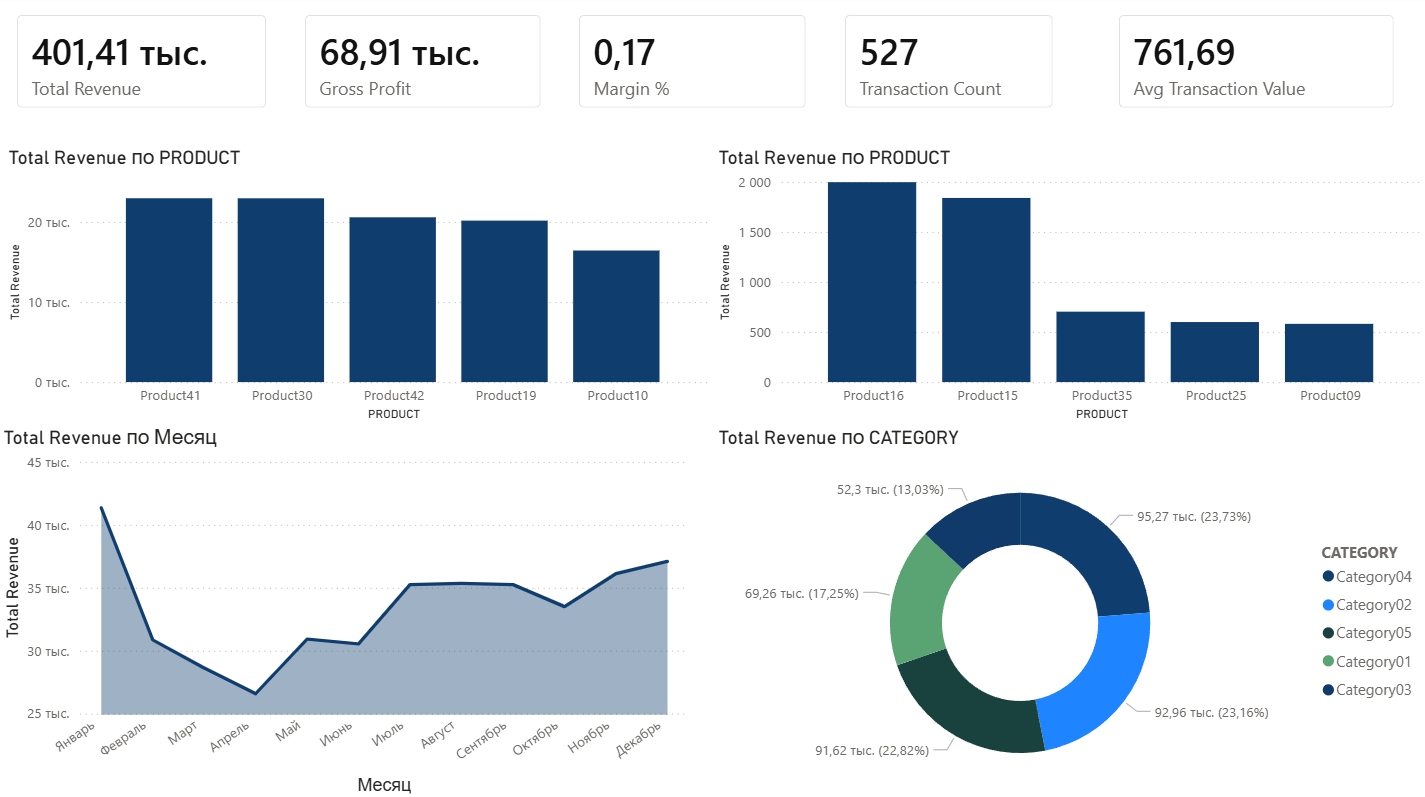 401,41 тыс.
Total Revenue
68,91 тыс.
Gross Profit
0,17
Margin %
527
Transaction Count
761,69
Avg Transaction Value
Total Revenue по PRODUCT
Total Revenue
20 тыс.
10 тыс.
0 тыс.
Product41
Product30
Product42
Product19
Product10
PRODUCT
Total Revenue по PRODUCT
Total Revenue
2 000
1 500
1 000
500
0
Product16
Product15
Product35
Product25
Product09
PRODUCT
Total Revenue по Месяц
Total Revenue
45 тыс.
40 тыс.
35 тыс.
30 тыс.
25 тыс.
Январь
Февраль
Март
Апрель
Май
Июнь
Июль
Август
Сентябрь
Октябрь
Ноябрь
Декабрь
Месяц
Total Revenue по CATEGORY
52,3 тыс. (13,03%)
95,27 тыс. (23,73%)
69,26 тыс. (17,25%)
92,96 тыс. (23,16%)
91,62 тыс. (22,82%)
CATEGORY
Category04
Category02
Category05
Category01
Category03